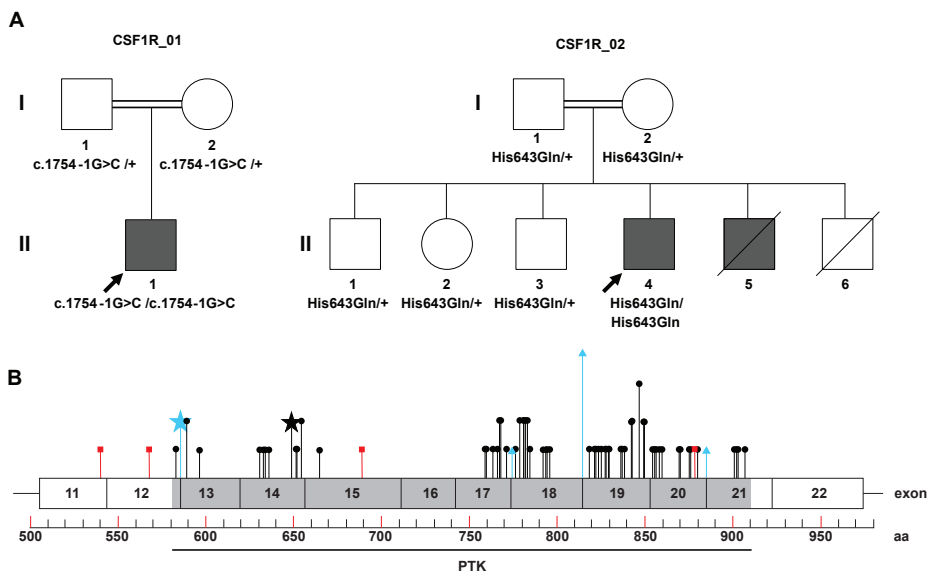 A
CSF1R_01
CSF1R_02
I
I
1
2
c.1754-1G>C /+
c.1754-1G>C /+
1
2
His643Gln/+
His643Gln/+
II
II
1
c.1754-1G>C /c.1754-1G>C
1
2
3
4
5
6
His643Gln/+
His643Gln/+
His643Gln/+
His643Gln/
His643Gln
B
11
12
13
14
15
16
17
18
19
20
21
22
exon
500
550
600
650
700
750
800
850
900
950
aa
PTK